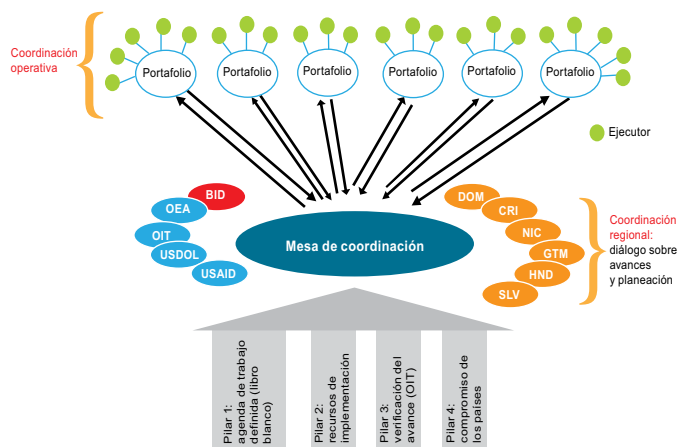 Coordinación
operativa
Portafolio
Portafolio
Portafolio
Portafolio
Portafolio
Portafolio
Ejecutor
BID
OEA
OIT
USDOL
USAID
Mesa de coordinación
DOM
CRI
NIC
GTM
HND
SLV
Coordinación
regional:
diálogo sobre
avances
y planeación
Pilar 1:
agenda de trabajo
definida (libro
blanco)
Pilar 2:
recursos de
implementación
Pilar 3:
verificación del
avance (OIT)
Pilar 4:
compromiso de
los países